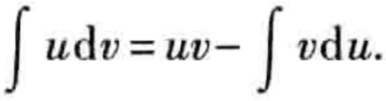 ∫ udv = uv − ∫ vdu.